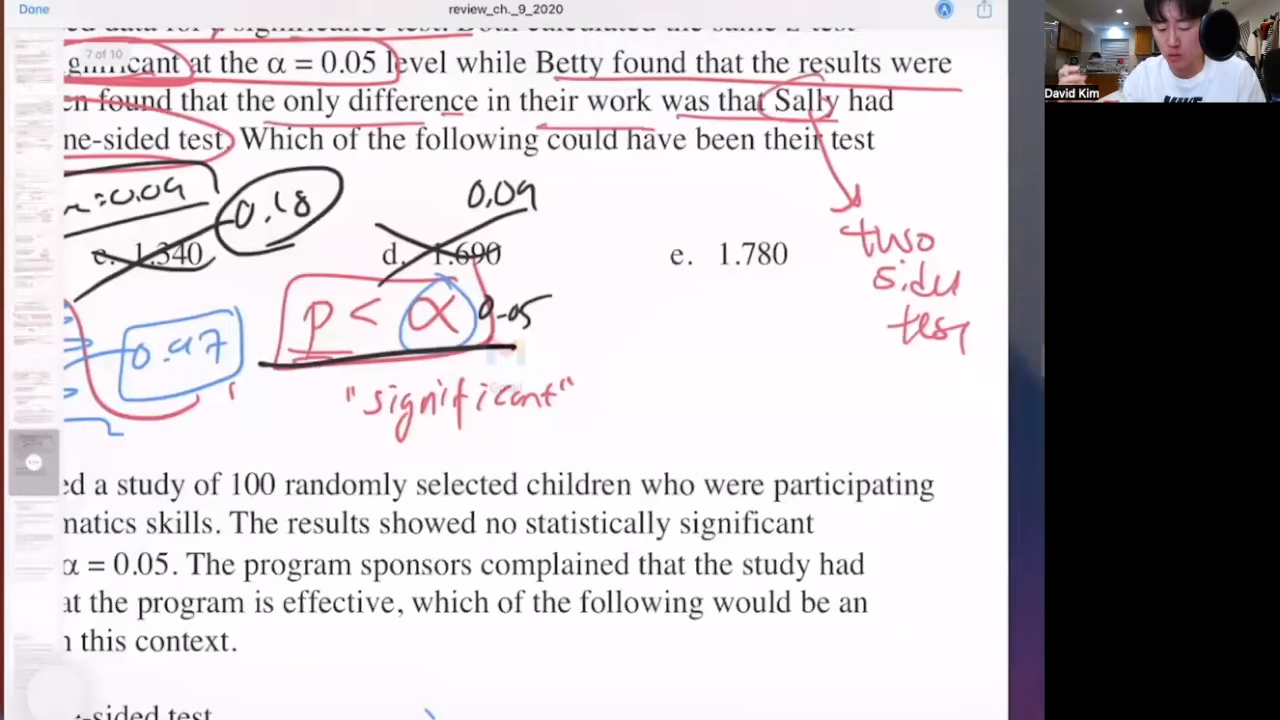 Done
review_ch._9_2020
7 of 10
David Kim
at the α = 0.05 level while Betty found that the results were
found that the only difference in their work was that Sally had
ne-sided test. Which of the following could have been their test
=0.09
0.18
0.09
c. 1.340
d. 1.690
e. 1.780
two
side
test
p < α
0.05
0.97
"significant"
ed a study of 100 randomly selected children who were participating
matics skills. The results showed no statistically significant
α = 0.05. The program sponsors complained that the study had
at the program is effective, which of the following would be an
this context.
-sided test